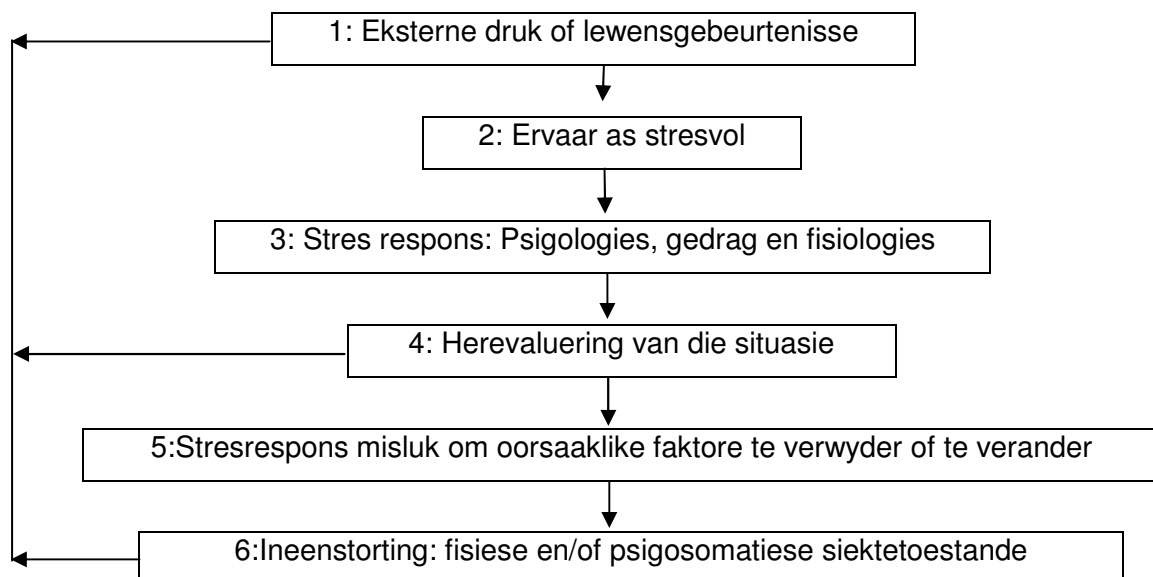 1: Eksterne druk of lewensgebeurtenisse
2: Ervaar as stresvol
3: Stres respons: Psigologies, gedrag en fisiologies
4: Herevaluering van die situasie
5:Stresrespons misluk om oorsaaklike faktore te verwyder of te verander
6:Ineenstorting: fisiese en/of psigosomatiese siektetoestande